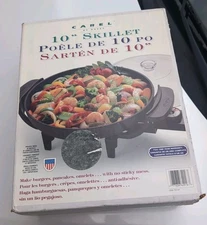 CAREL
10" SKILLET
POÊLE DE 10 PO
SARTÉN DE 10"
Bake burgers, pancakes, omelets . . . with no sticky mess.
Pour les burgers, crêpes, omelettes . . . antiadhésive.
Haga hamburguesas, panqueques y omelettes . . .
sin un lío pegajoso.